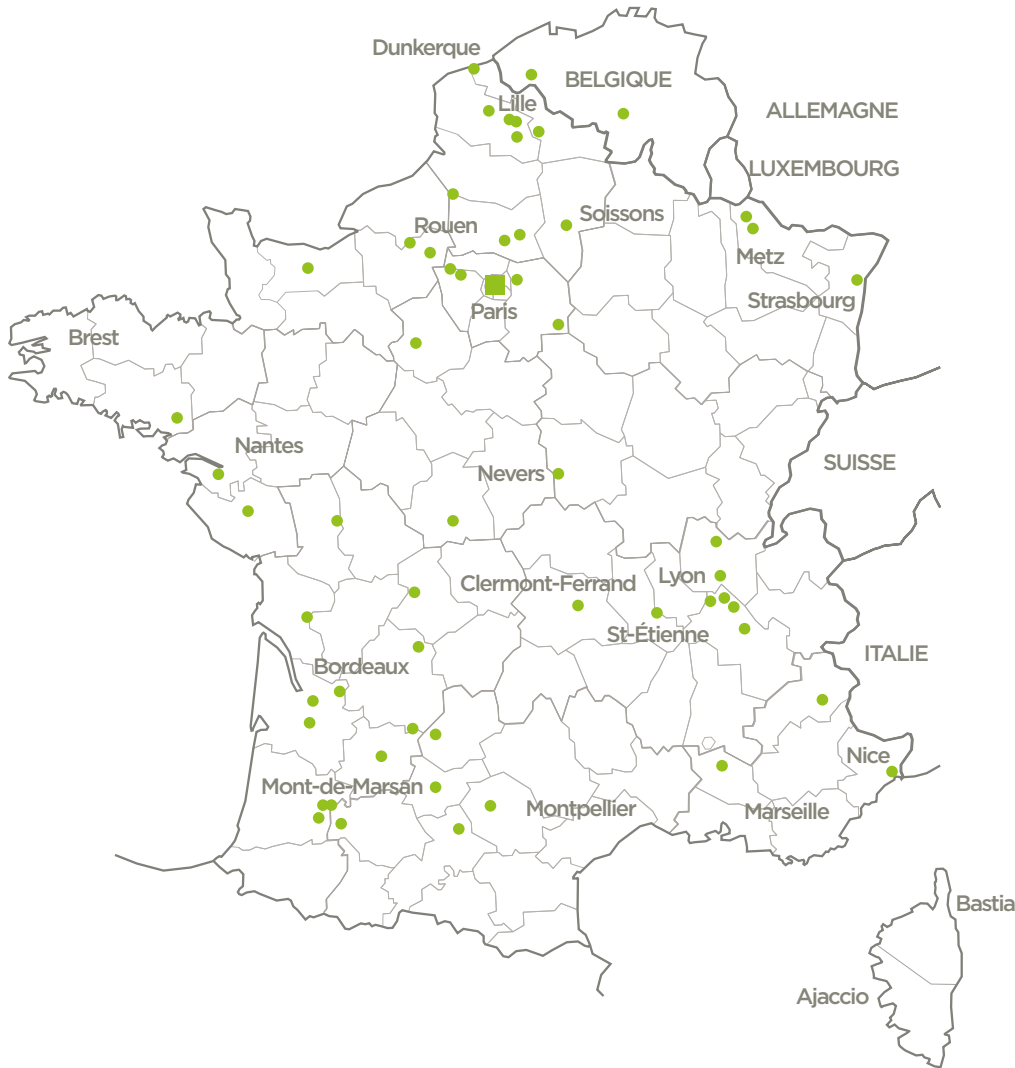 Dunkerque
BELGIQUE
Lille
ALLEMAGNE
LUXEMBOURG
Soissons
Rouen
Metz
Strasbourg
Paris
Brest
Nantes
Nevers
SUISSE
Clermont-Ferrand
Lyon
St-Étienne
ITALIE
Bordeaux
Nice
Mont-de-Marsan
Montpellier
Marseille
Bastia
Ajaccio